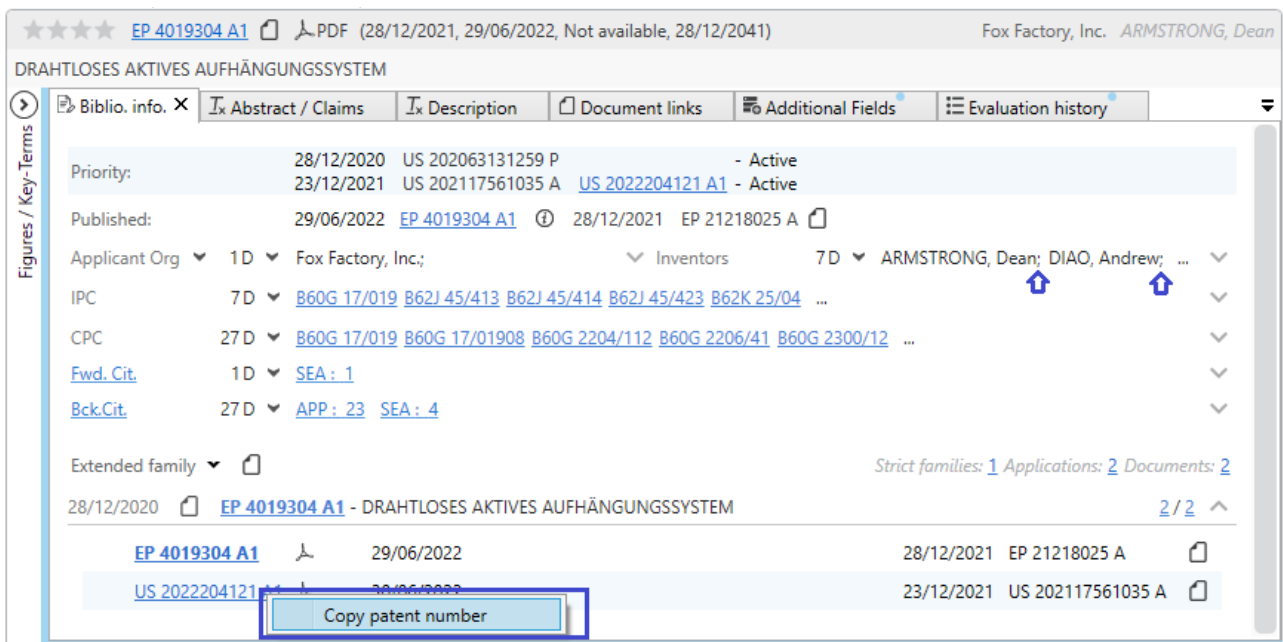 EP 4019304 A1 PDF (28/12/2021, 29/06/2022, Not available, 28/12/2041) Fox Factory, Inc. ARMSTRONG, Dean
DRAHTLOSES AKTIVES AUFHÄNGUNGSSYSTEM
Figures / Key-Terms
Biblio. info. X Abstract / Claims Description Document links Additional Fields Evaluation history
Priority: 28/12/2020 US 202063131259 P - Active
23/12/2021 US 202117561035 A US 2022204121 A1 - Active
Published: 29/06/2022 EP 4019304 A1 28/12/2021 EP 21218025 A
Applicant Org 1 D Fox Factory, Inc.; Inventors 7 D ARMSTRONG, Dean; DIAO, Andrew; ...
IPC 7 D B60G 17/019 B62J 45/413 B62J 45/414 B62J 45/423 B62K 25/04 ...
CPC 27 D B60G 17/019 B60G 17/01908 B60G 2204/112 B60G 2206/41 B60G 2300/12 ...
Fwd. Cit. 1 D SEA : 1
Bck.Cit. 27 D APP : 23 SEA : 4
Extended family Strict families: 1 Applications: 2 Documents: 2
28/12/2020 EP 4019304 A1 - DRAHTLOSES AKTIVES AUFHÄNGUNGSSYSTEM 2 / 2
EP 4019304 A1 29/06/2022 28/12/2021 EP 21218025 A
US 2022204121 A1 23/12/2021 US 202117561035 A
Copy patent number